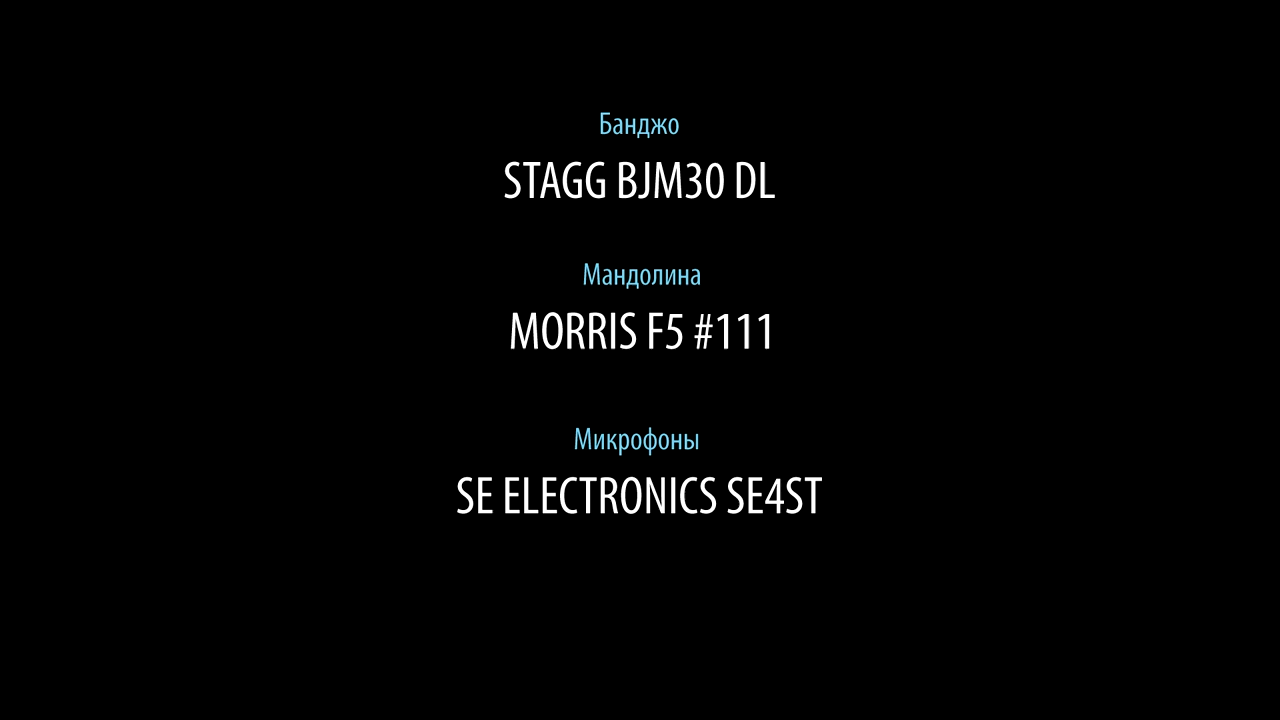 Банджо
STAGG BJM30 DL
Мандолина
MORRIS F5 #111
Микрофоны
SE ELECTRONICS SE4ST